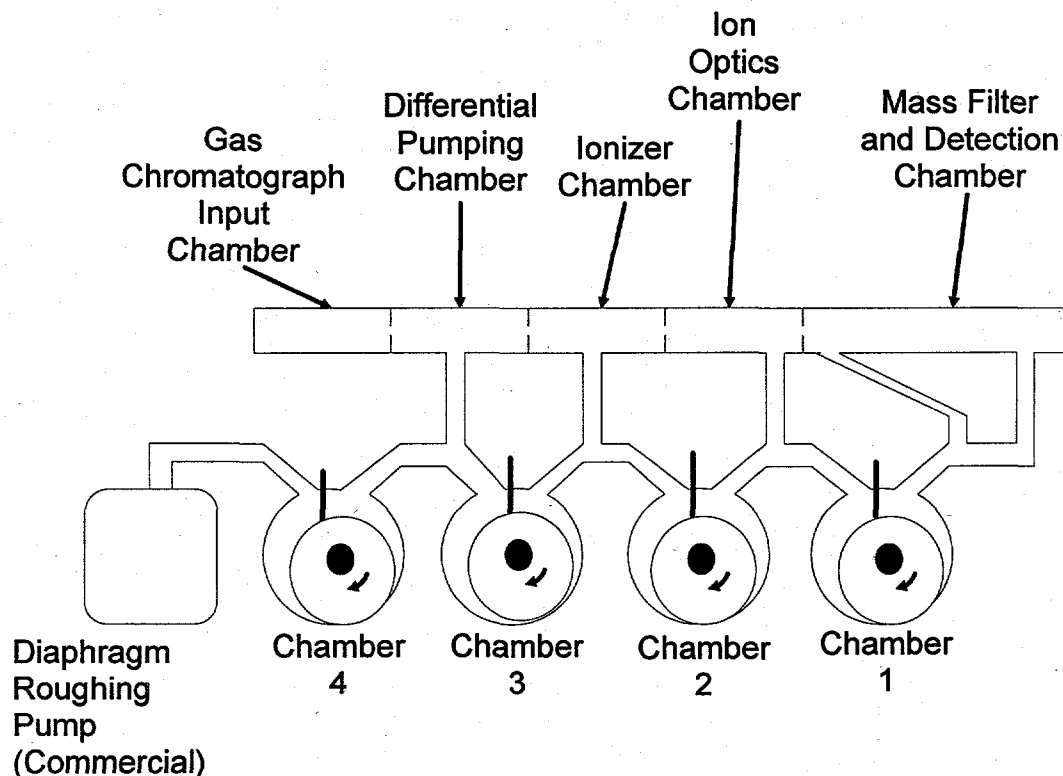 Gas
Chromatograph
Input
Chamber
Differential
Pumping
Chamber
Ionizer
Chamber
Ion
Optics
Chamber
Mass Filter
and Detection
Chamber
Diaphragm
Roughing
Pump
(Commercial)
Chamber
4
Chamber
3
Chamber
2
Chamber
1